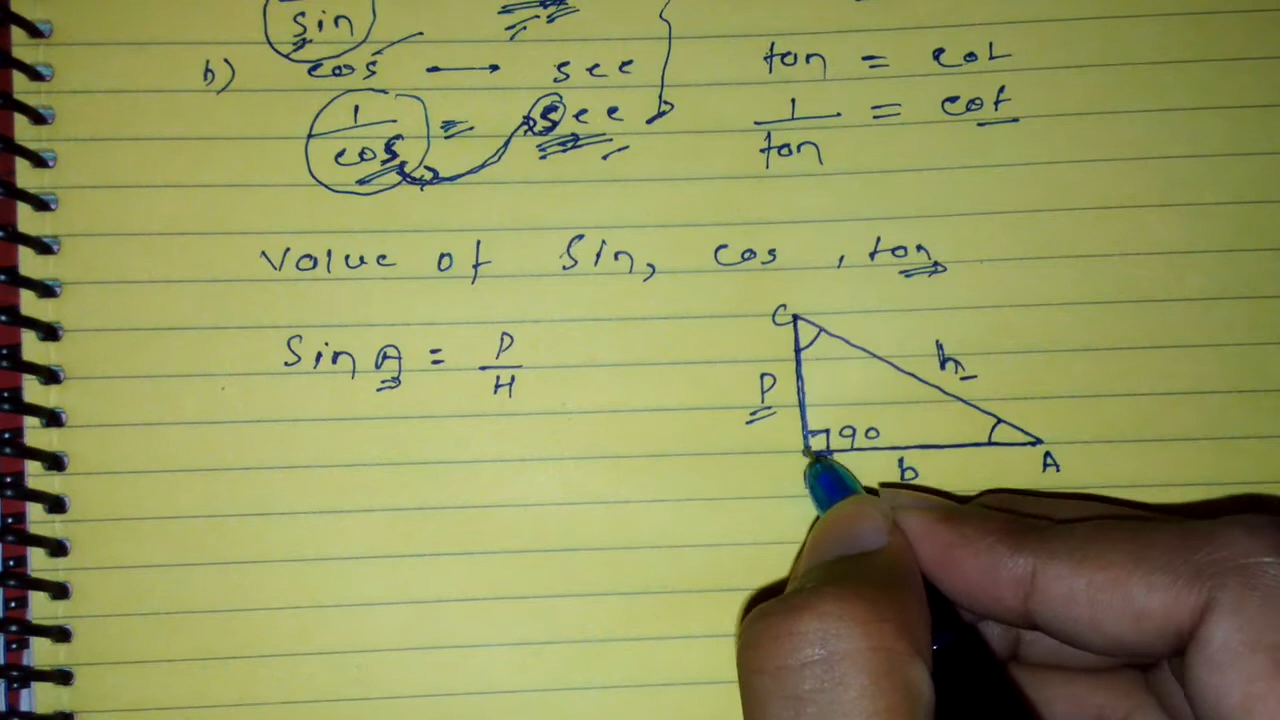 sin
b) cos → sec
1/cos = sec
tan = cot
1/tan = cot
Value of Sin, cos , tan
Sin A = P/H
C
h
P
90
b
A